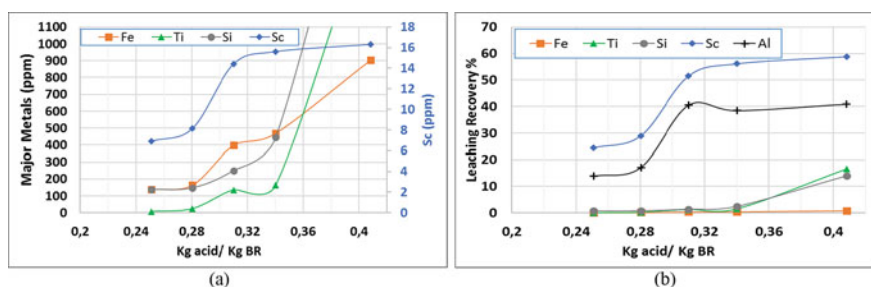 1100
1000
900
800
700
600
500
400
300
200
100
0
Major Metals (ppm)
Fe Ti Si Sc
18
16
14
12
10
8
6
4
2
0
Sc (ppm)
0,2 0,24 0,28 0,32 0,36 0,4
Kg acid/ Kg BR
(a)
70
60
50
40
30
20
10
0
Leaching Recovery %
Fe Ti Si Sc Al
0,2 0,24 0,28 0,32 0,36 0,4
Kg acid/ Kg BR
(b)